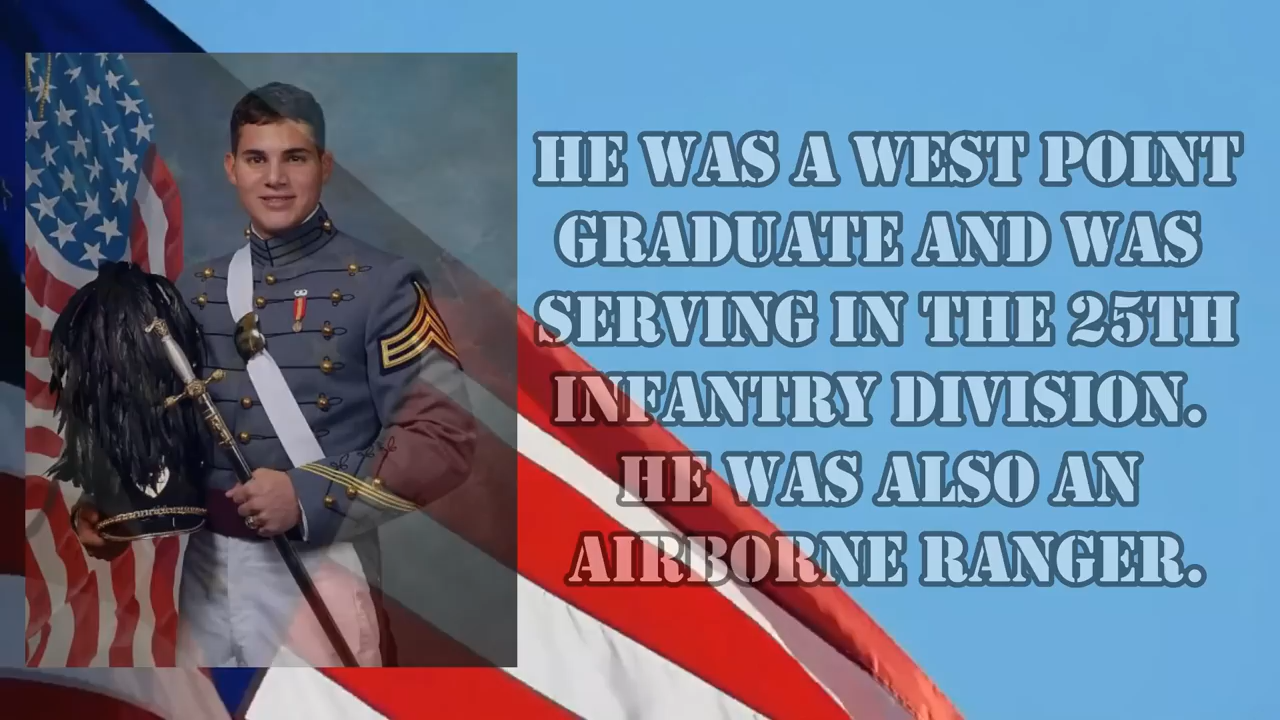 HE WAS A WEST POINT
GRADUATE AND WAS
SERVING IN THE 25TH
INFANTRY DIVISION.
HE WAS ALSO AN
AIRBORNE RANGER.